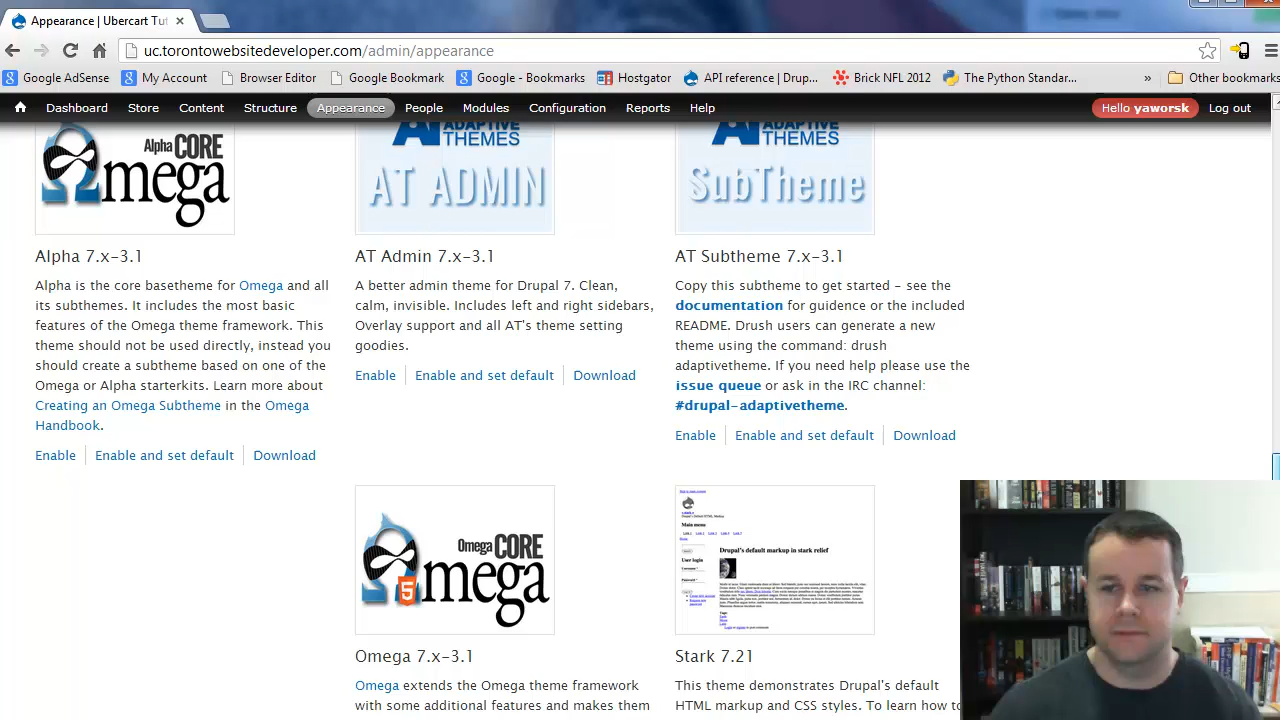 Appearance | Ubercart Tut
uc.torontowebsitedeveloper.com/admin/appearance
Google AdSense
My Account
Browser Editor
Google Bookmark
Google - Bookmarks
Hostgator
API reference | Drup...
Brick NFL 2012
The Python Standar...
»
Other bookmarks
Dashboard
Store
Content
Structure
Appearance
People
Modules
Configuration
Reports
Help
Hello yaworsk
Log out
Alpha CORE
mega
ADAPTIVE
THEMES
AT ADMIN
ADAPTIVE
THEMES
SubTheme
Alpha 7.x-3.1
Alpha is the core basetheme for Omega and all
its subthemes. It includes the most basic
features of the Omega theme framework. This
theme should not be used directly, instead you
should create a subtheme based on one of the
Omega or Alpha starterkits. Learn more about
Creating an Omega Subtheme in the Omega
Handbook.
Enable
Enable and set default
Download
AT Admin 7.x-3.1
A better admin theme for Drupal 7. Clean,
calm, invisible. Includes left and right sidebars,
Overlay support and all AT's theme setting
goodies.
Enable
Enable and set default
Download
AT Subtheme 7.x-3.1
Copy this subtheme to get started - see the
documentation for guidence or the included
README. Drush users can generate a new
theme using the command: drush
adaptivetheme. If you need help please use the
issue queue or ask in the IRC channel:
#drupal-adaptivetheme.
Enable
Enable and set default
Download
Omega CORE
mega
5
Omega 7.x-3.1
Omega extends the Omega theme framework
with some additional features and makes them
Main menu
Drupal's default markup in stark relief
User login
Stark 7.21
This theme demonstrates Drupal's default
HTML markup and CSS styles. To learn how to